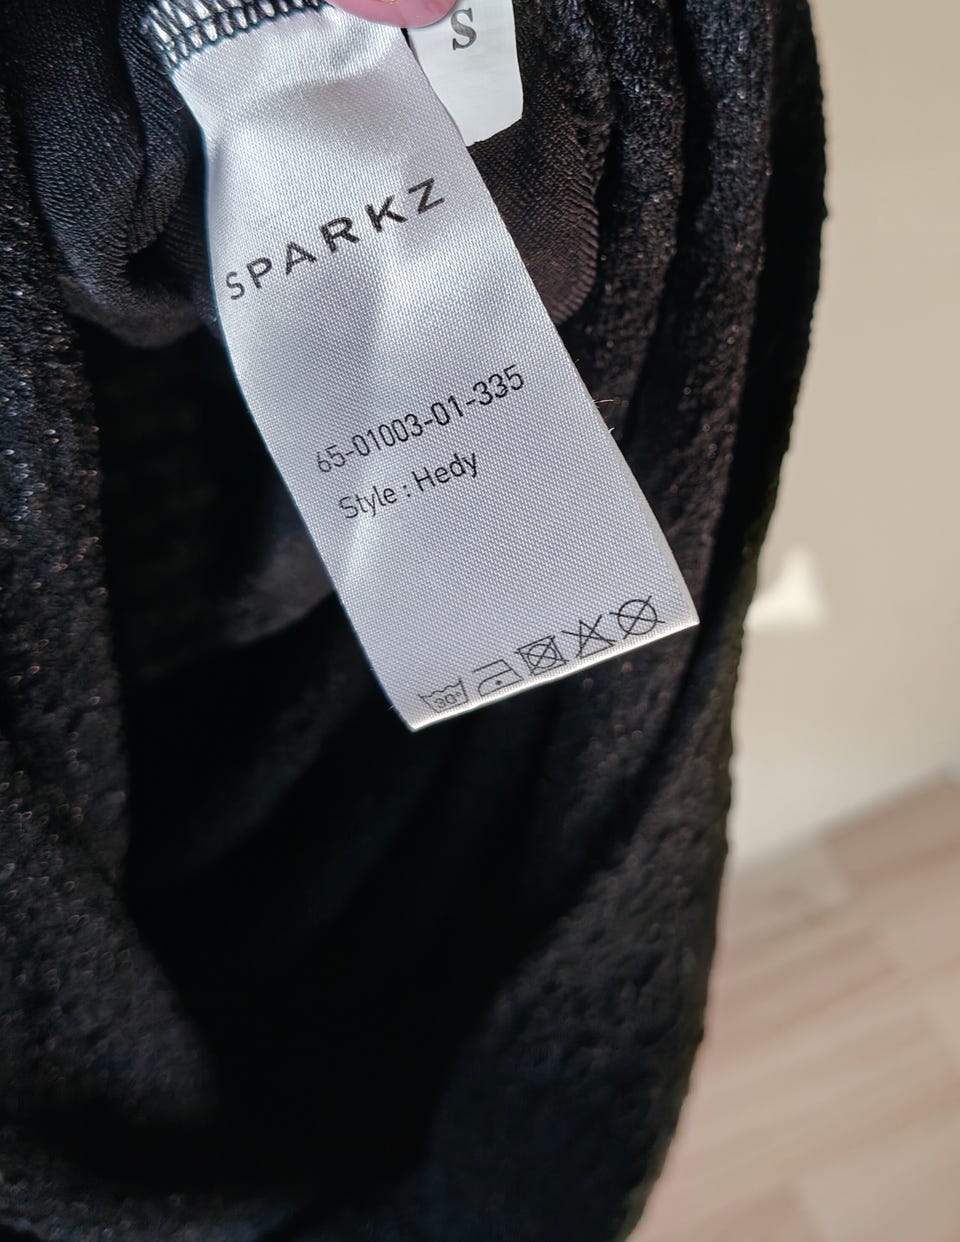 S
SPARKZ
65-01003-01-335
Style : Hedy
30°